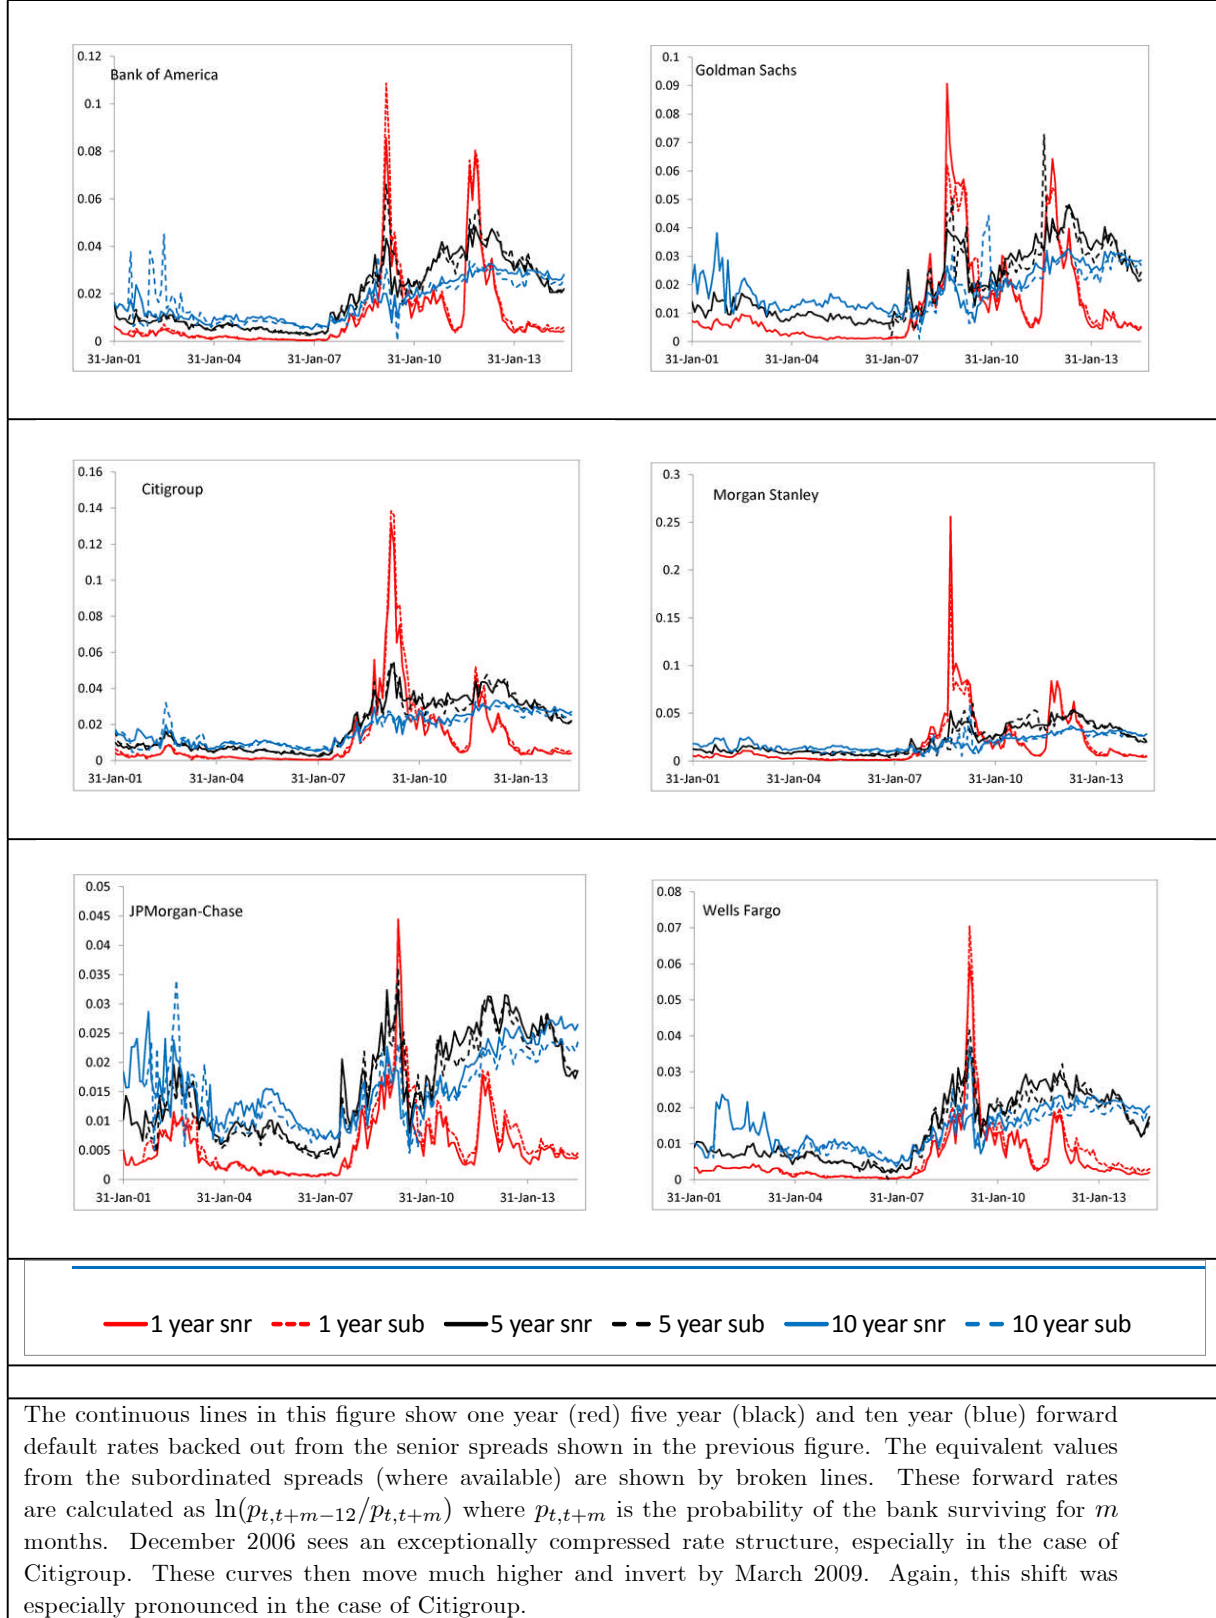 Bank of America
0.12
0.1
0.08
0.06
0.04
0.02
0
31-Jan-01 31-Jan-04 31-Jan-07 31-Jan-10 31-Jan-13
Goldman Sachs
0.1
0.09
0.08
0.07
0.06
0.05
0.04
0.03
0.02
0.01
0
31-Jan-01 31-Jan-04 31-Jan-07 31-Jan-10 31-Jan-13
Citigroup
0.16
0.14
0.12
0.1
0.08
0.06
0.04
0.02
0
31-Jan-01 31-Jan-04 31-Jan-07 31-Jan-10 31-Jan-13
Morgan Stanley
0.3
0.25
0.2
0.15
0.1
0.05
0
31-Jan-01 31-Jan-04 31-Jan-07 31-Jan-10 31-Jan-13
JPMorgan-Chase
0.05
0.045
0.04
0.035
0.03
0.025
0.02
0.015
0.01
0.005
0
31-Jan-01 31-Jan-04 31-Jan-07 31-Jan-10 31-Jan-13
Wells Fargo
0.08
0.07
0.06
0.05
0.04
0.03
0.02
0.01
0
31-Jan-01 31-Jan-04 31-Jan-07 31-Jan-10 31-Jan-13
1 year snr 1 year sub 5 year snr 5 year sub 10 year snr 10 year sub
The continuous lines in this figure show one year (red) five year (black) and ten year (blue) forward
default rates backed out from the senior spreads shown in the previous figure. The equivalent values
from the subordinated spreads (where available) are shown by broken lines. These forward rates
are calculated as ln(p_{t,t+m−12}/p_{t,t+m}) where p_{t,t+m} is the probability of the bank surviving for m
months. December 2006 sees an exceptionally compressed rate structure, especially in the case of
Citigroup. These curves then move much higher and invert by March 2009. Again, this shift was
especially pronounced in the case of Citigroup.